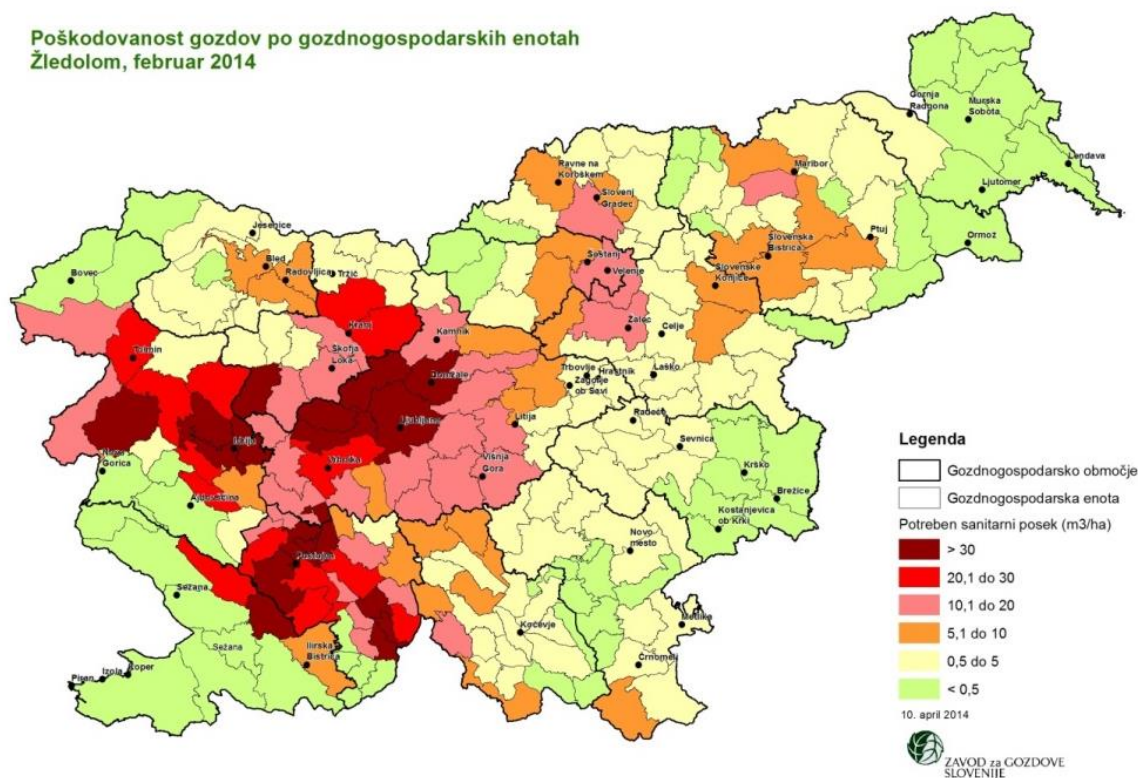 Poškodovanost gozdov po gozdnogospodarskih enotah
Žledolom, februar 2014
Gornja
Radgona
Murska
Sobota
Lendava
Ljutomer
Ormož
Maribor
Ptuj
Ravne na
Koroškem
Slovenj
Gradec
Slovenska
Bistrica
Slovenske
Konjice
Šoštanj
Velenje
Žalec
Celje
Jesenice
Bled
Radovljica
Tržič
Bovec
Kranj
Škofja
Loka
Kamnik
Tolmin
Domžale
Ljubljana
Trbovlje
Hrastnik
Zagorje
ob Savi
Laško
Litija
Radeče
Sevnica
Idrija
Vrhnika
Višnja
Gora
Nova
Gorica
Ajdovščina
Krško
Brežice
Kostanjevica
ob Krki
Novo
mesto
Postojna
Sežana
Sežana
Kočevje
Metlika
Črnomelj
Ilirska
Bistrica
Piran
Izola
Koper
Legenda
Gozdnogospodarsko območje
Gozdnogospodarska enota
Potreben sanitarni posek (m3/ha)
> 30
20,1 do 30
10,1 do 20
5,1 do 10
0,5 do 5
< 0,5
10. april 2014
ZAVOD za GOZDOVE
SLOVENIJE